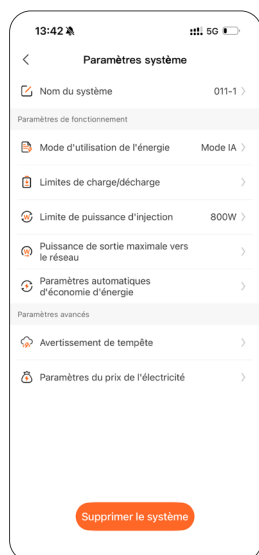 13:42 5G
Paramètres système
Nom du système 011-1
Paramètres de fonctionnement
Mode d'utilisation de l'énergie Mode IA
Limites de charge/décharge
Limite de puissance d'injection 800W
Puissance de sortie maximale vers
le réseau
Paramètres automatiques
d'économie d'énergie
Paramètres avancés
Avertissement de tempête
Paramètres du prix de l'électricité
Supprimer le système